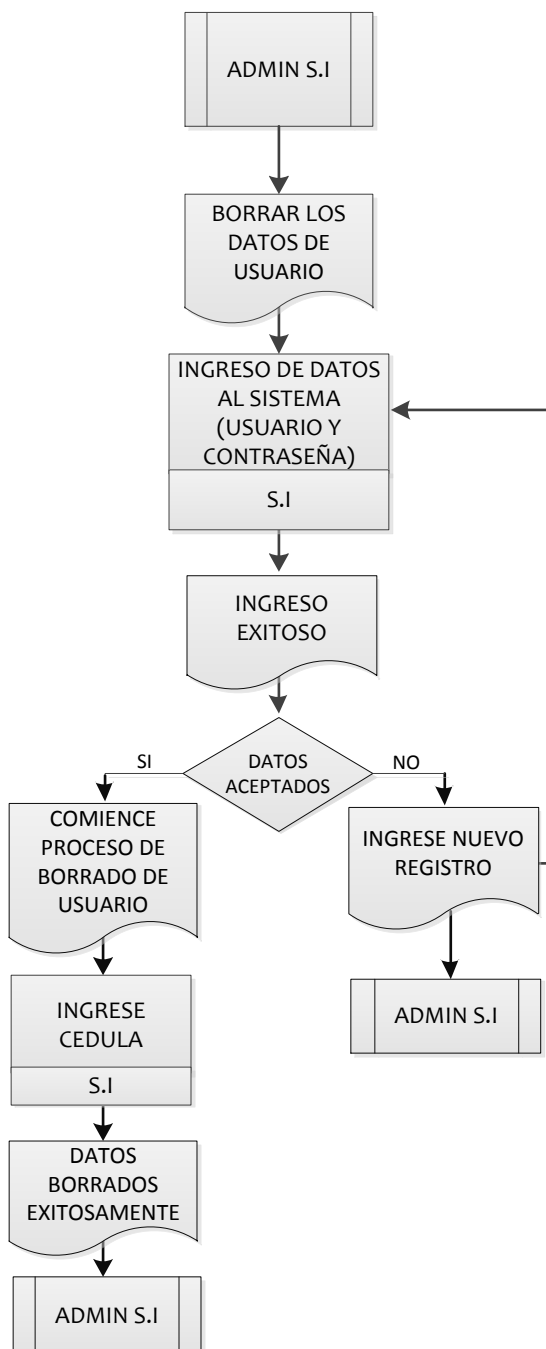 ADMIN S.I
BORRAR LOS
DATOS DE
USUARIO
INGRESO DE DATOS
AL SISTEMA
(USUARIO Y
CONTRASEÑA)
S.I
INGRESO
EXITOSO
DATOS
ACEPTADOS
SI
NO
COMIENCE
PROCESO DE
BORRADO DE
USUARIO
INGRESE NUEVO
REGISTRO
INGRESE
CEDULA
S.I
ADMIN S.I
DATOS
BORRADOS
EXITOSAMENTE
ADMIN S.I